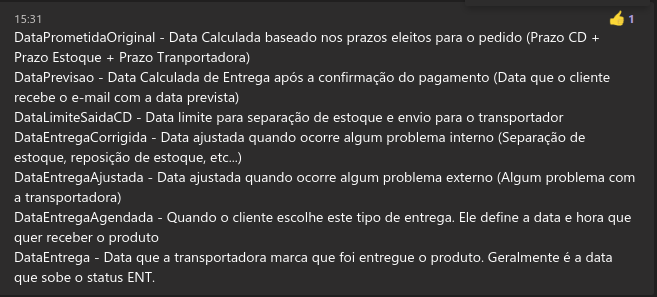 15:31
👍 1
DataPrometidaOriginal - Data Calculada baseado nos prazos eleitos para o pedido (Prazo CD +
Prazo Estoque + Prazo Tranportadora)
DataPrevisao - Data Calculada de Entrega após a confirmação do pagamento (Data que o cliente
recebe o e-mail com a data prevista)
DataLimiteSaidaCD - Data limite para separação de estoque e envio para o transportador
DataEntregaCorrigida - Data ajustada quando ocorre algum problema interno (Separação de
estoque, reposição de estoque, etc...)
DataEntregaAjustada - Data ajustada quando ocorre algum problema externo (Algum problema com
a transportadora)
DataEntregaAgendada - Quando o cliente escolhe este tipo de entrega. Ele define a data e hora que
quer receber o produto
DataEntrega - Data que a transportadora marca que foi entregue o produto. Geralmente é a data
que sobe o status ENT.